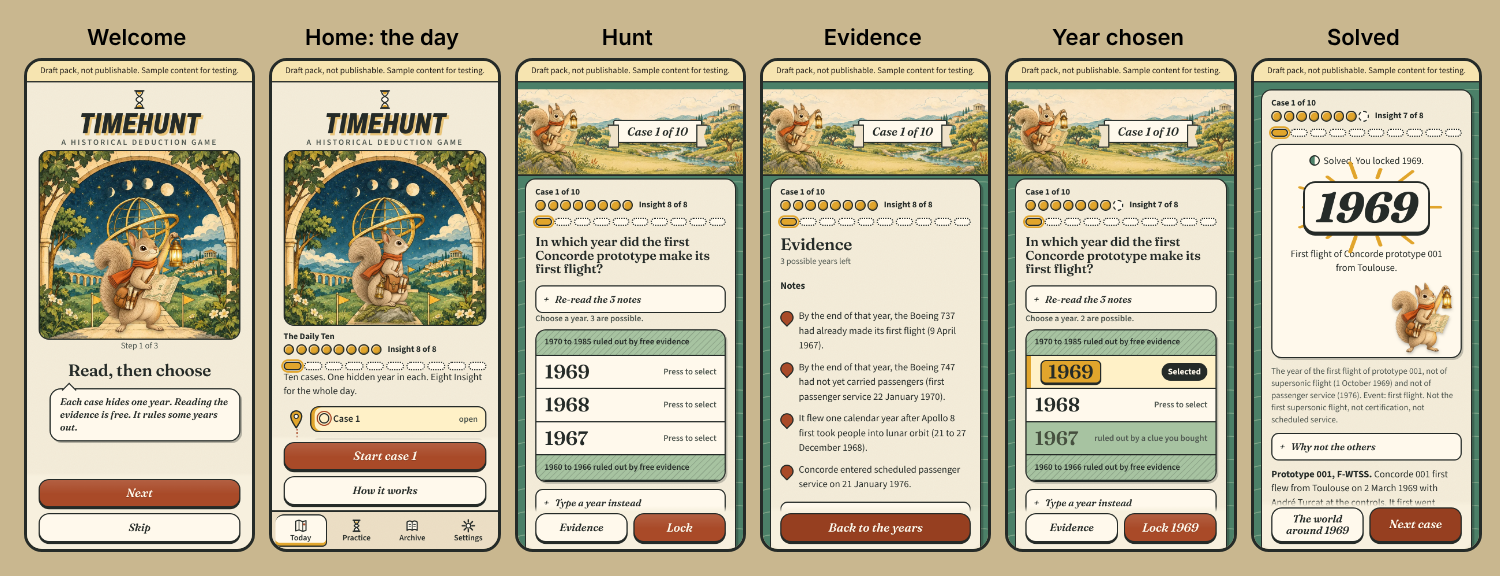 Welcome
Draft pack, not publishable. Sample content for testing.
TIMEHUNT
A HISTORICAL DEDUCTION GAME
Step 1 of 3
Read, then choose
Each case hides one year. Reading the
evidence is free. It rules some years
out.
Next
Skip
Home: the day
Draft pack, not publishable. Sample content for testing.
TIMEHUNT
A HISTORICAL DEDUCTION GAME
The Daily Ten
Insight 8 of 8
Ten cases. One hidden year in each. Eight Insight
for the whole day.
Case 1
open
Start case 1
How it works
Today
Practice
Archive
Settings
Hunt
Draft pack, not publishable. Sample content for testing.
Case 1 of 10
Case 1 of 10
Insight 8 of 8
In which year did the first
Concorde prototype make its
first flight?
+ Re-read the 3 notes
Choose a year. 3 are possible.
1970 to 1985 ruled out by free evidence
1969 Press to select
1968 Press to select
1967 Press to select
1960 to 1966 ruled out by free evidence
+ Type a year instead
Evidence
Lock
Evidence
Draft pack, not publishable. Sample content for testing.
Case 1 of 10
Case 1 of 10
Insight 8 of 8
Evidence
3 possible years left
Notes
By the end of that year, the Boeing 737
had already made its first flight (9 April
1967).
By the end of that year, the Boeing 747
had not yet carried passengers (first
passenger service 22 January 1970).
It flew one calendar year after Apollo 8
first took people into lunar orbit (21 to 27
December 1968).
Concorde entered scheduled passenger
service on 21 January 1976.
Back to the years
Year chosen
Draft pack, not publishable. Sample content for testing.
Case 1 of 10
Case 1 of 10
Insight 7 of 8
In which year did the first
Concorde prototype make its
first flight?
+ Re-read the 3 notes
Choose a year. 2 are possible.
1970 to 1985 ruled out by free evidence
1969 Selected
1968 Press to select
1967 ruled out by a clue you bought
1960 to 1966 ruled out by free evidence
+ Type a year instead
Evidence
Lock 1969
Solved
Draft pack, not publishable. Sample content for testing.
Case 1 of 10
Insight 7 of 8
Solved. You locked 1969.
1969
First flight of Concorde prototype 001
from Toulouse.
The year of the first flight of prototype 001, not of
supersonic flight (1 October 1969) and not of
passenger service (1976). Event: first flight. Not the
first supersonic flight, not certification, not
scheduled service.
+ Why not the others
Prototype 001, F-WTSS. Concorde 001 first
flew from Toulouse on 2 March 1969 with
André Turcat at the controls. It first went
The world
around 1969
Next case